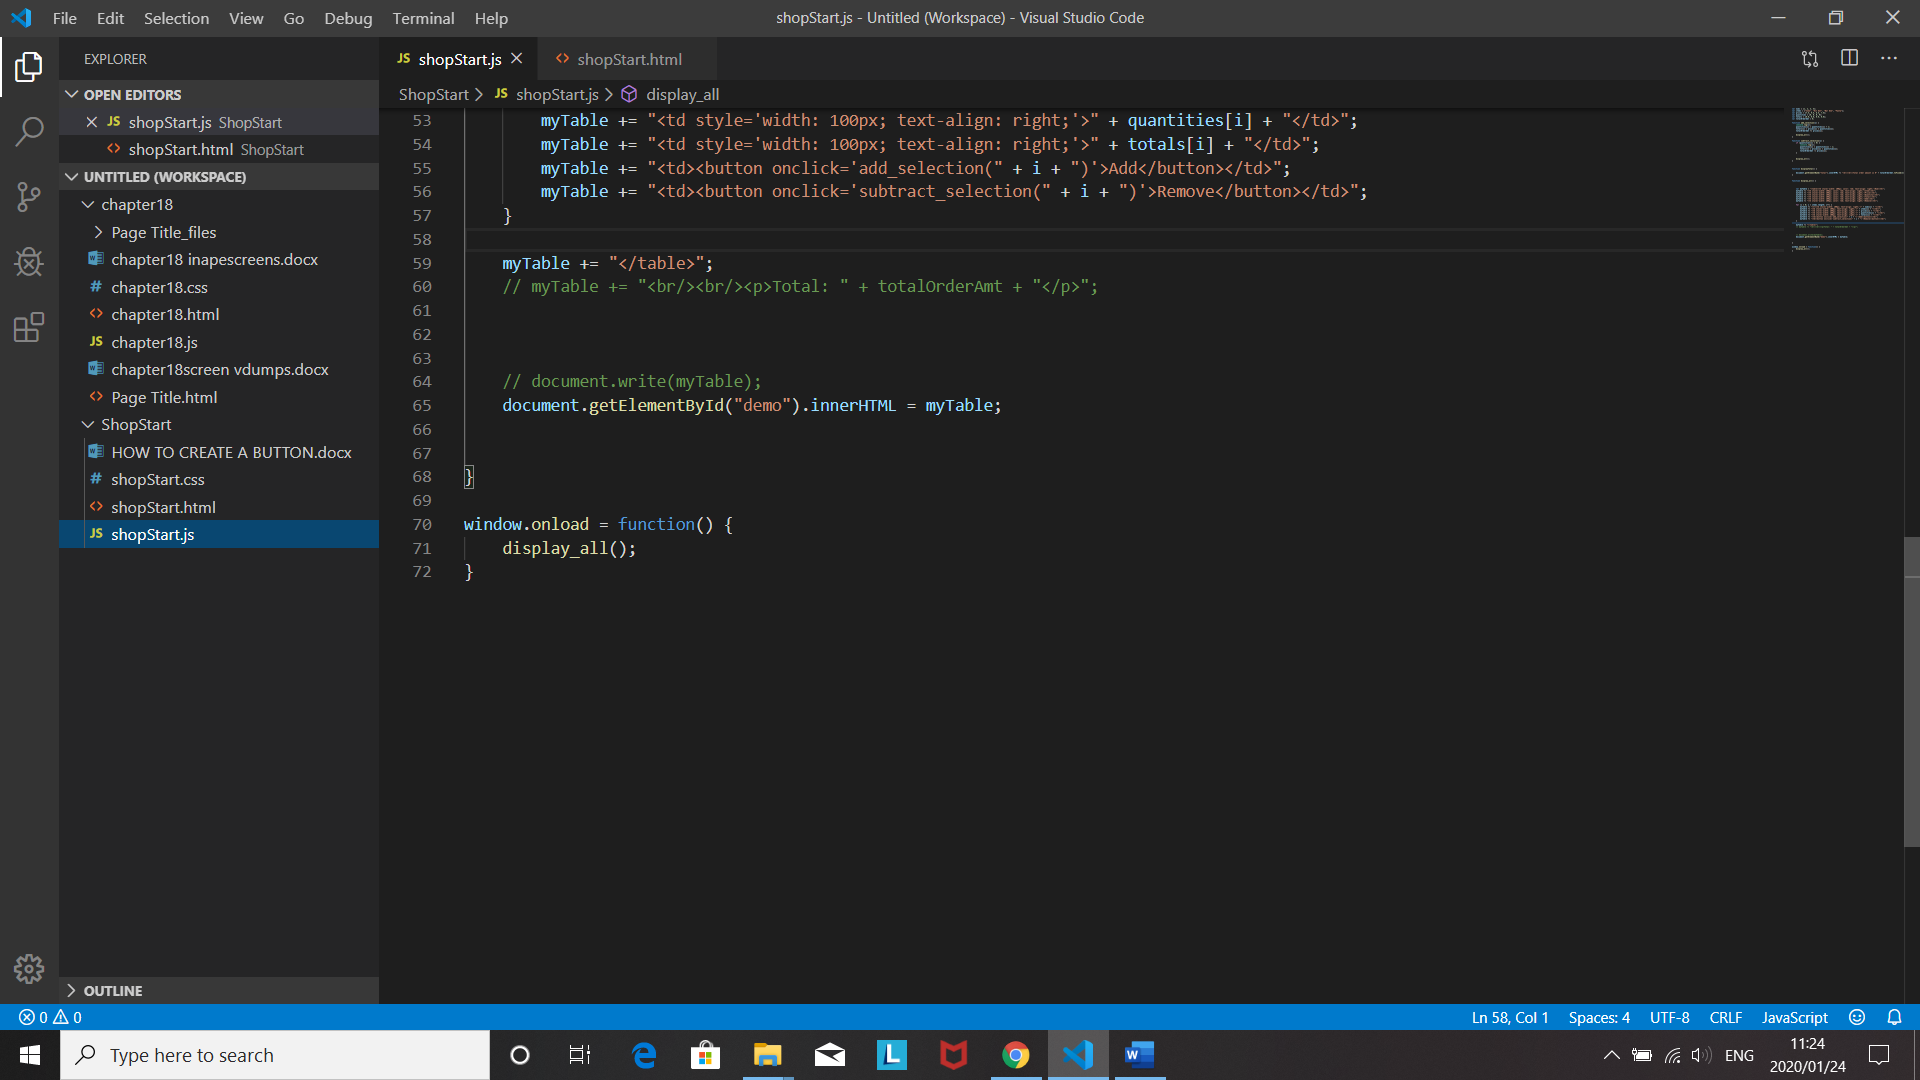 File Edit Selection View Go Debug Terminal Help
shopStart.js - Untitled (Workspace) - Visual Studio Code
EXPLORER
OPEN EDITORS
JS shopStart.js ShopStart
<> shopStart.html ShopStart
UNTITLED (WORKSPACE)
chapter18
Page Title_files
chapter18 inapescreens.docx
# chapter18.css
<> chapter18.html
JS chapter18.js
chapter18screen vdumps.docx
<> Page Title.html
ShopStart
HOW TO CREATE A BUTTON.docx
# shopStart.css
<> shopStart.html
JS shopStart.js
OUTLINE
JS shopStart.js
<> shopStart.html
ShopStart > JS shopStart.js > display_all
53 myTable += "<td style='width: 100px; text-align: right;'>" + quantities[i] + "</td>";
54 myTable += "<td style='width: 100px; text-align: right;'>" + totals[i] + "</td>";
55 myTable += "<td><button onclick='add_selection(" + i + ")'>Add</button></td>";
56 myTable += "<td><button onclick='subtract_selection(" + i + ")'>Remove</button></td>";
57 }
58
59 myTable += "</table>";
60 // myTable += "<br/><br/><p>Total: " + totalOrderAmt + "</p>";
61
62
63
64 // document.write(myTable);
65 document.getElementById("demo").innerHTML = myTable;
66
67
68 }
69
70 window.onload = function() {
71 display_all();
72 }
0 0
Ln 58, Col 1 Spaces: 4 UTF-8 CRLF JavaScript
Type here to search
L
W
ENG
11:24
2020/01/24